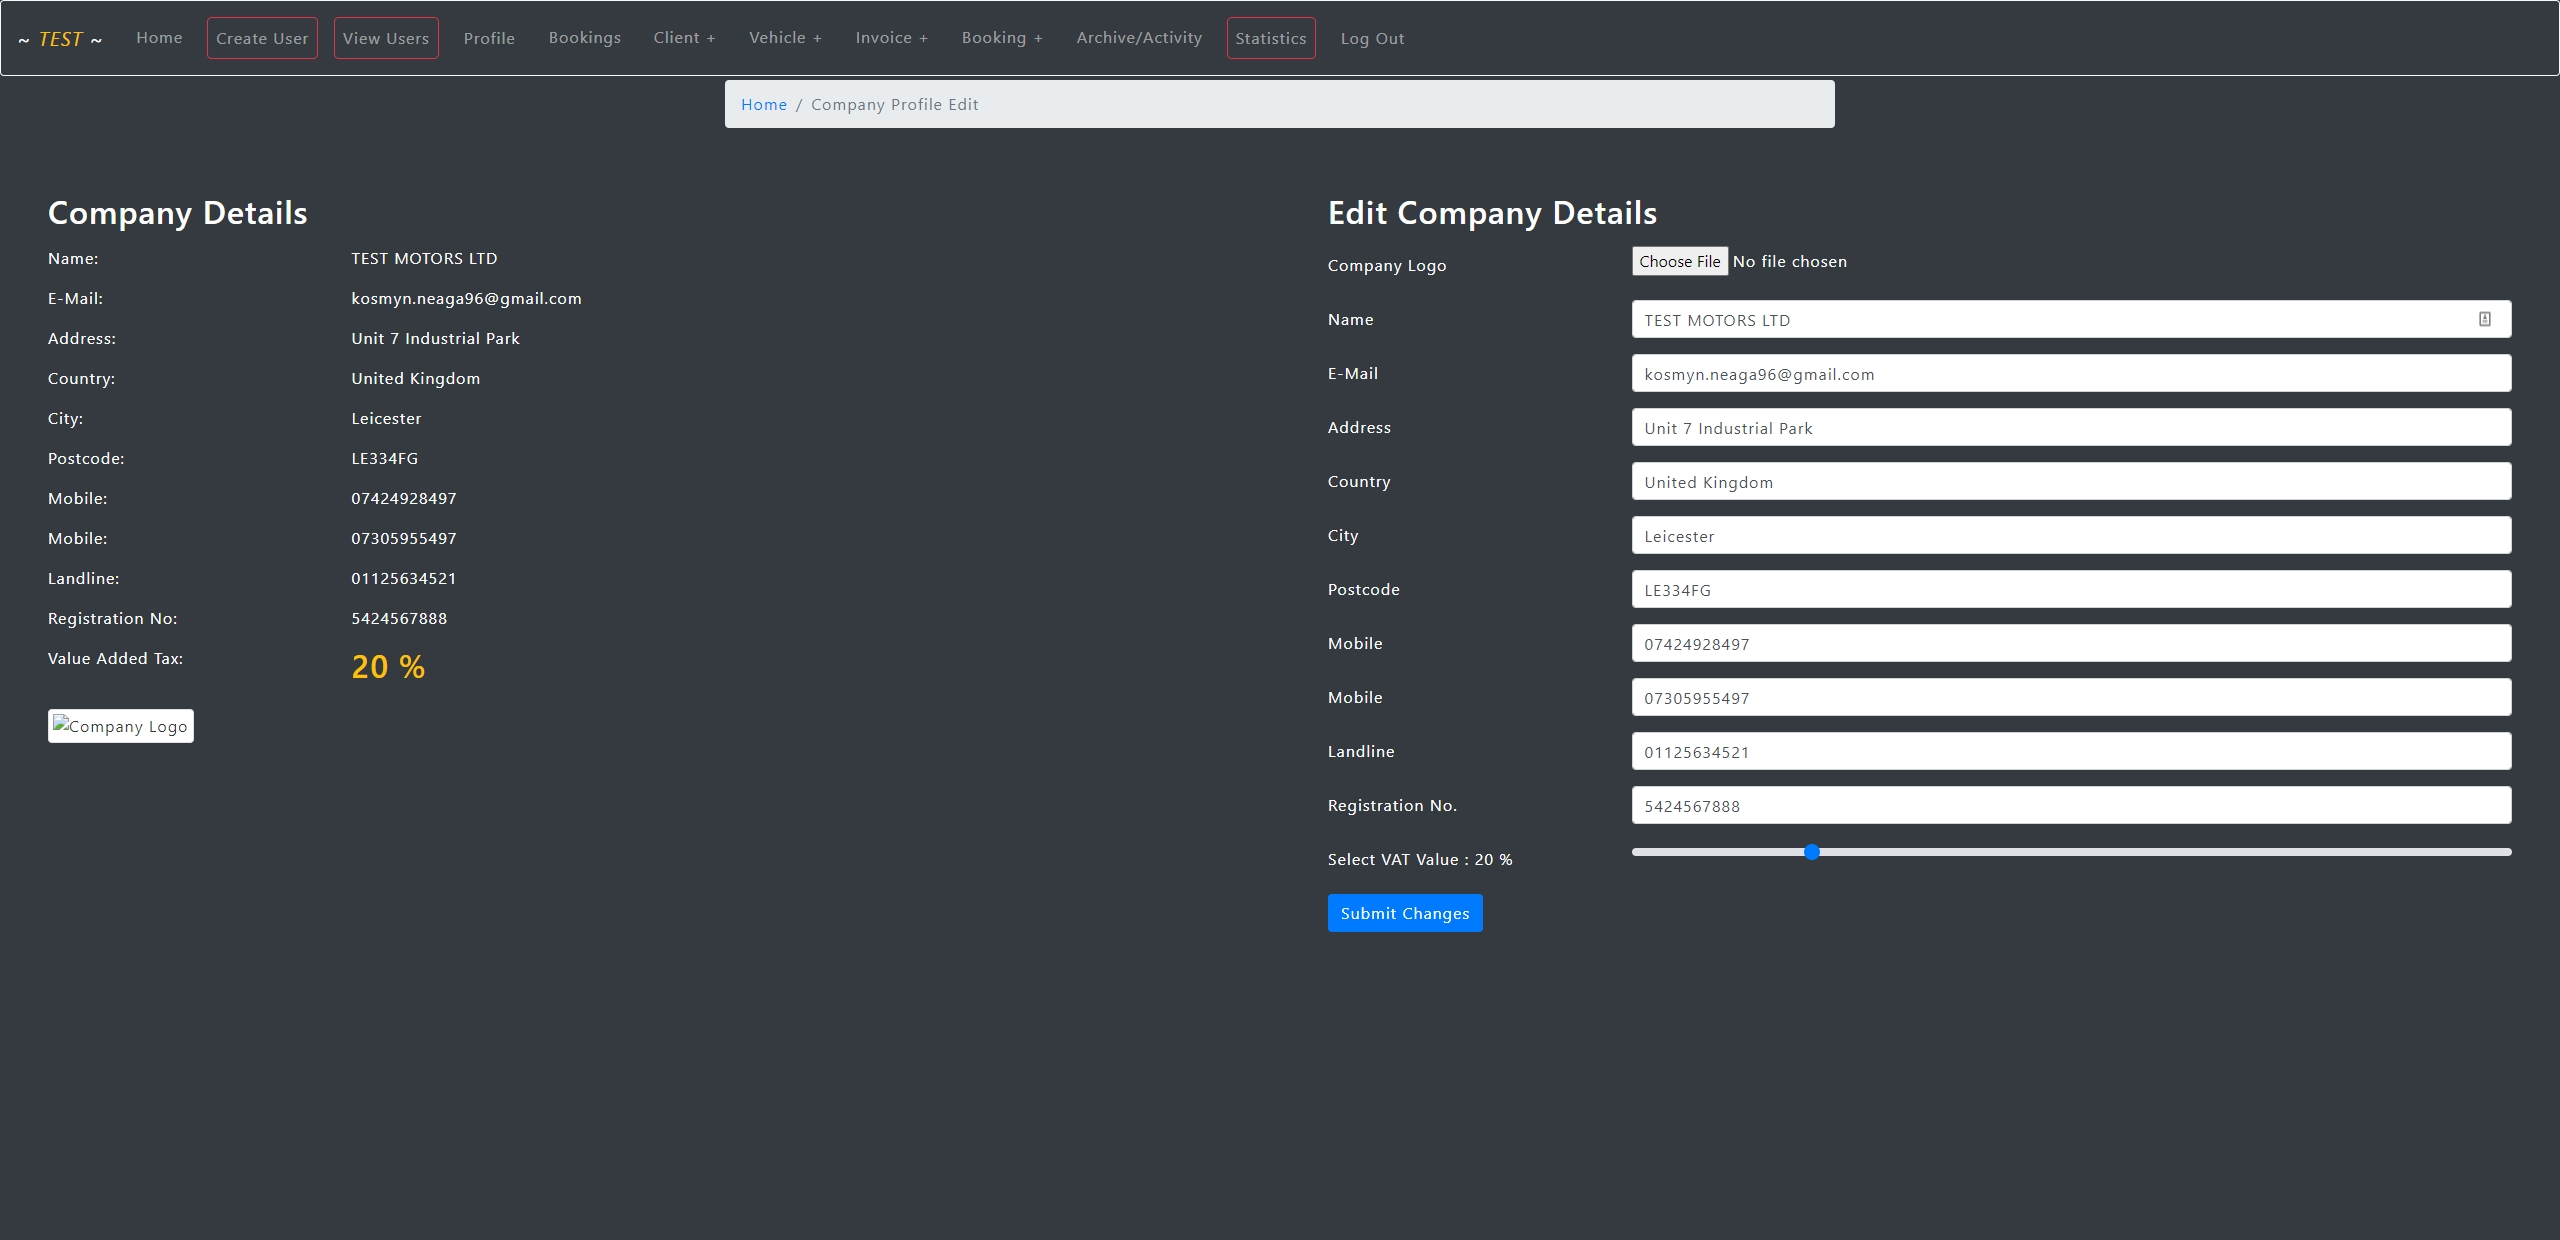 ~ TEST ~ Home Create User View Users Profile Bookings Client + Vehicle + Invoice + Booking + Archive/Activity Statistics Log Out
Home / Company Profile Edit
Company Details
Name: TEST MOTORS LTD
E-Mail: kosmyn.neaga96@gmail.com
Address: Unit 7 Industrial Park
Country: United Kingdom
City: Leicester
Postcode: LE334FG
Mobile: 07424928497
Mobile: 07305955497
Landline: 01125634521
Registration No: 5424567888
Value Added Tax: 20 %
Company Logo
Edit Company Details
Company Logo Choose File No file chosen
Name TEST MOTORS LTD
E-Mail kosmyn.neaga96@gmail.com
Address Unit 7 Industrial Park
Country United Kingdom
City Leicester
Postcode LE334FG
Mobile 07424928497
Mobile 07305955497
Landline 01125634521
Registration No. 5424567888
Select VAT Value : 20 %
Submit Changes